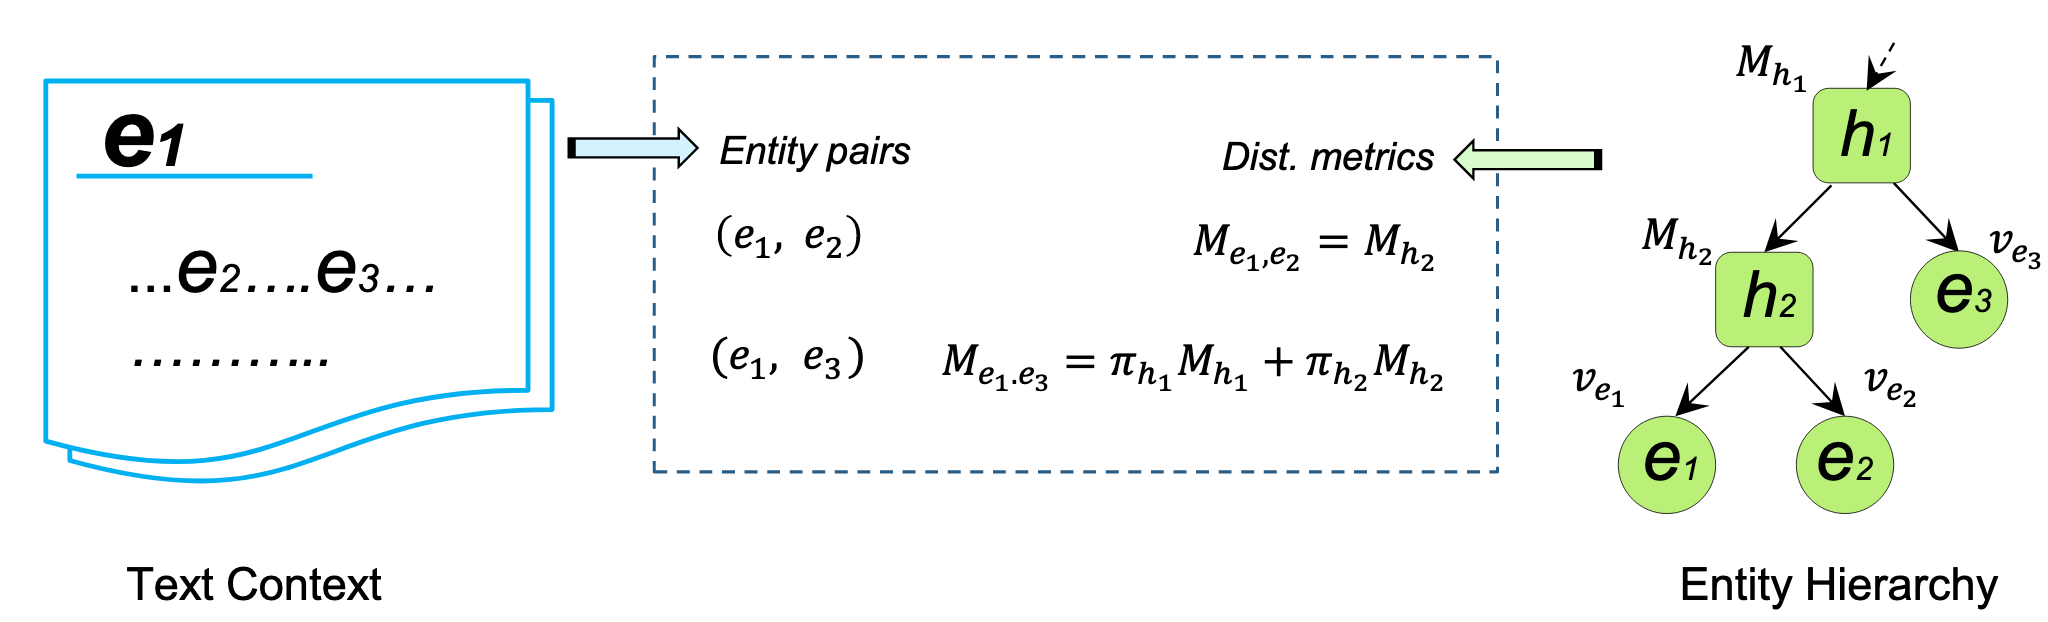 e1
...e2....e3...
...........
Text Context
Entity pairs
Dist. metrics
(e₁, e₂)
M_{e₁,e₂} = M_{h₂}
(e₁, e₃)
M_{e₁.e₃} = π_{h₁}M_{h₁} + π_{h₂}M_{h₂}
M_{h₁}
h1
M_{h₂}
h2
v_{e₃}
e3
v_{e₁}
e1
v_{e₂}
e2
Entity Hierarchy